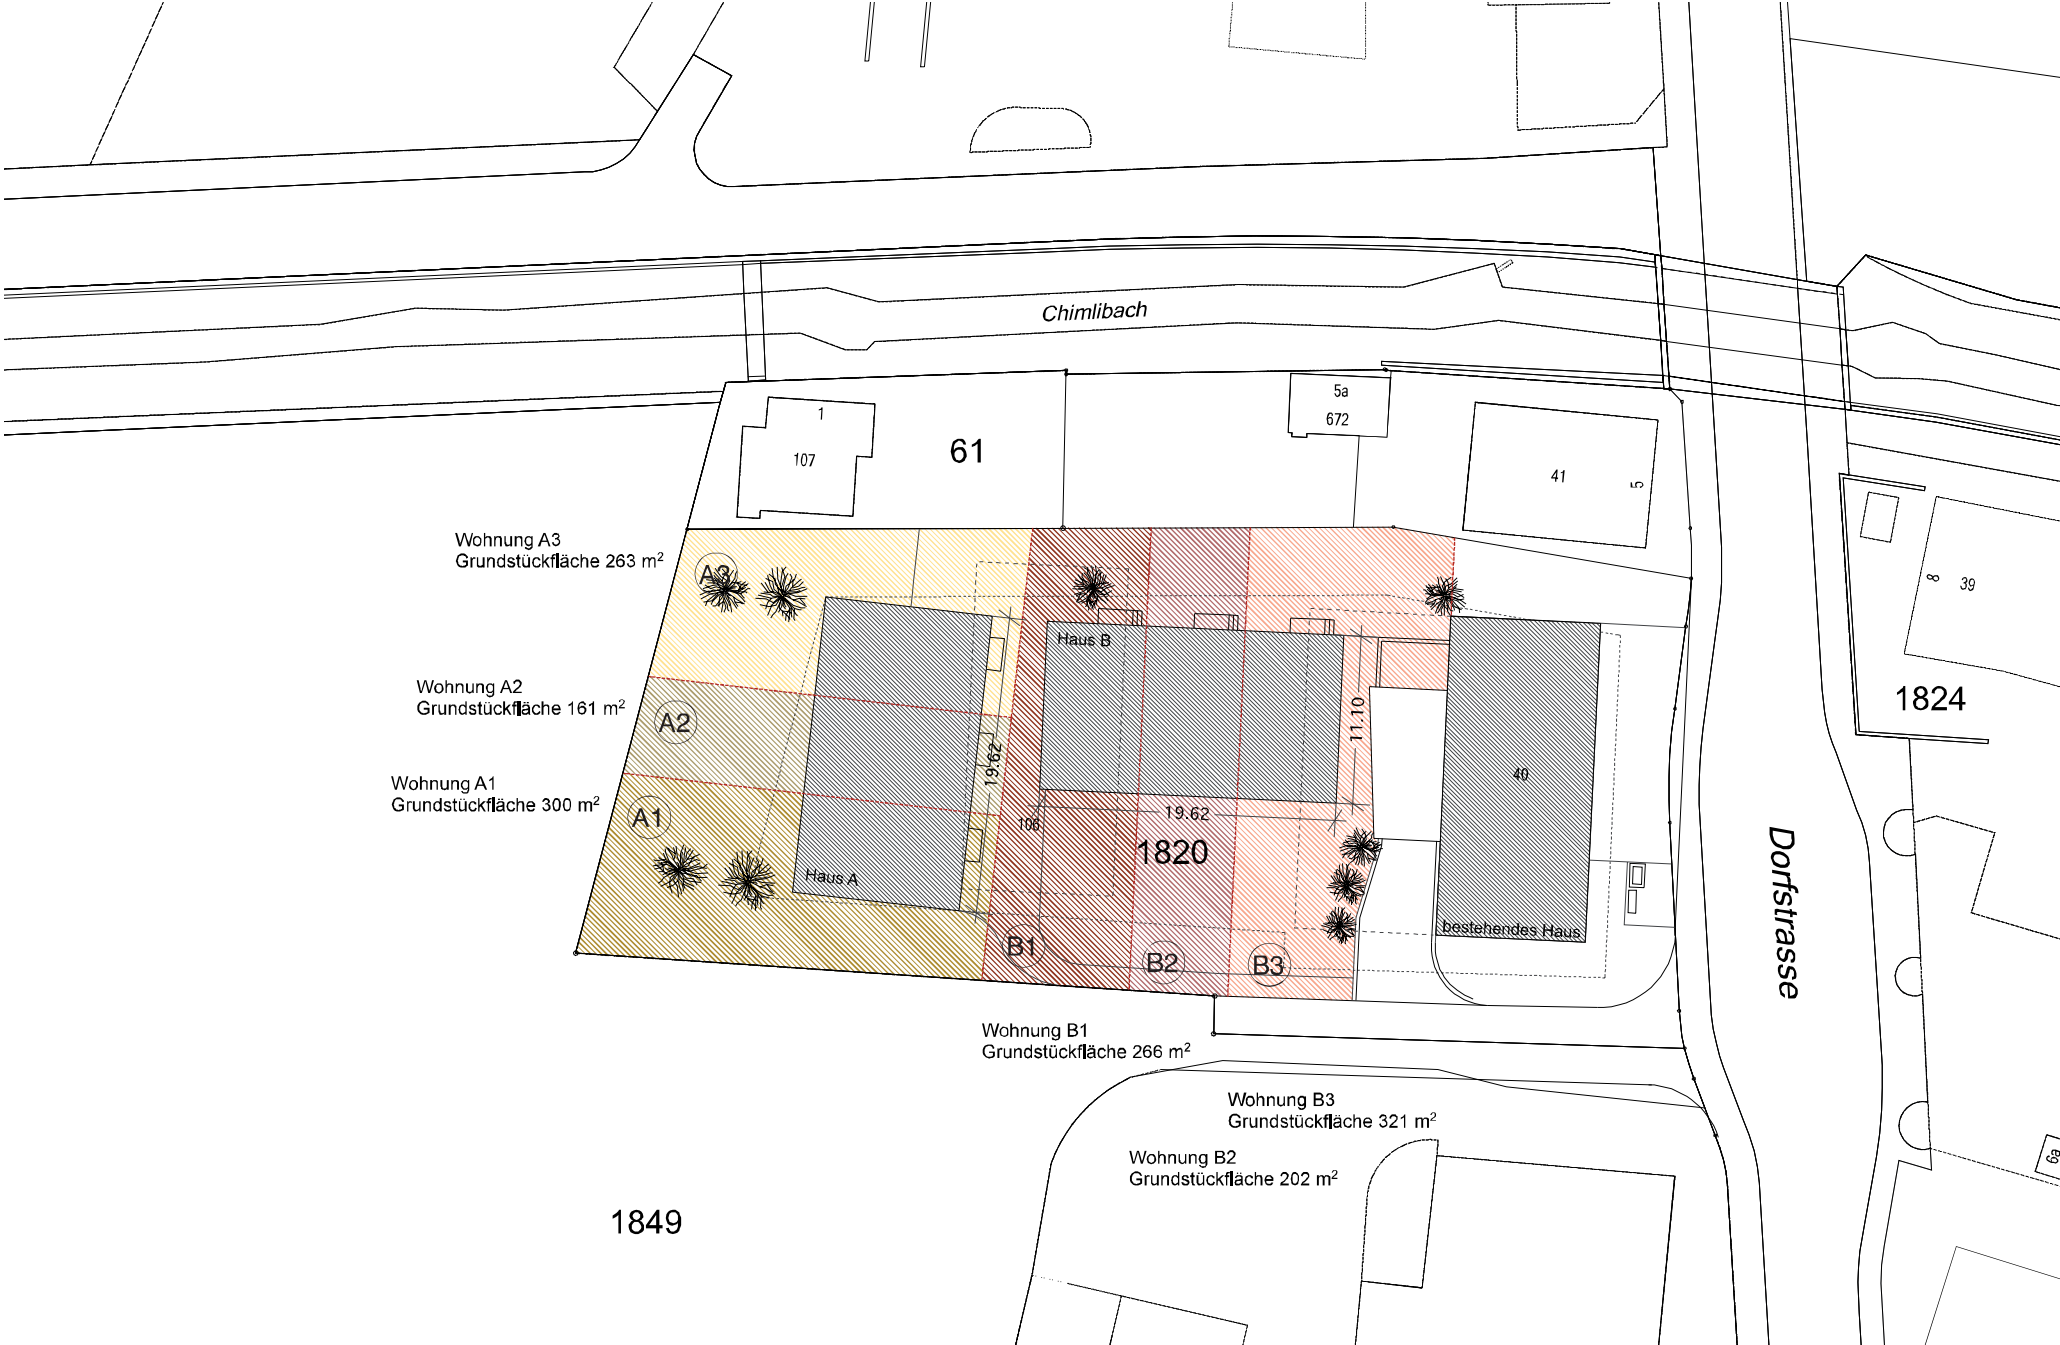 Chimlibach
5a
672
1
107
61
41
5
39
8
1824
Wohnung A3
Grundstückfläche 263 m²
A3
Haus B
Wohnung A2
Grundstückfläche 161 m²
A2
11.10
19.62
40
Wohnung A1
Grundstückfläche 300 m²
A1
106
19.62
1820
Haus A
Dorfstrasse
bestehendes Haus
B1
B2
B3
Wohnung B1
Grundstückfläche 266 m²
Wohnung B3
Grundstückfläche 321 m²
Wohnung B2
Grundstückfläche 202 m²
6a
1849